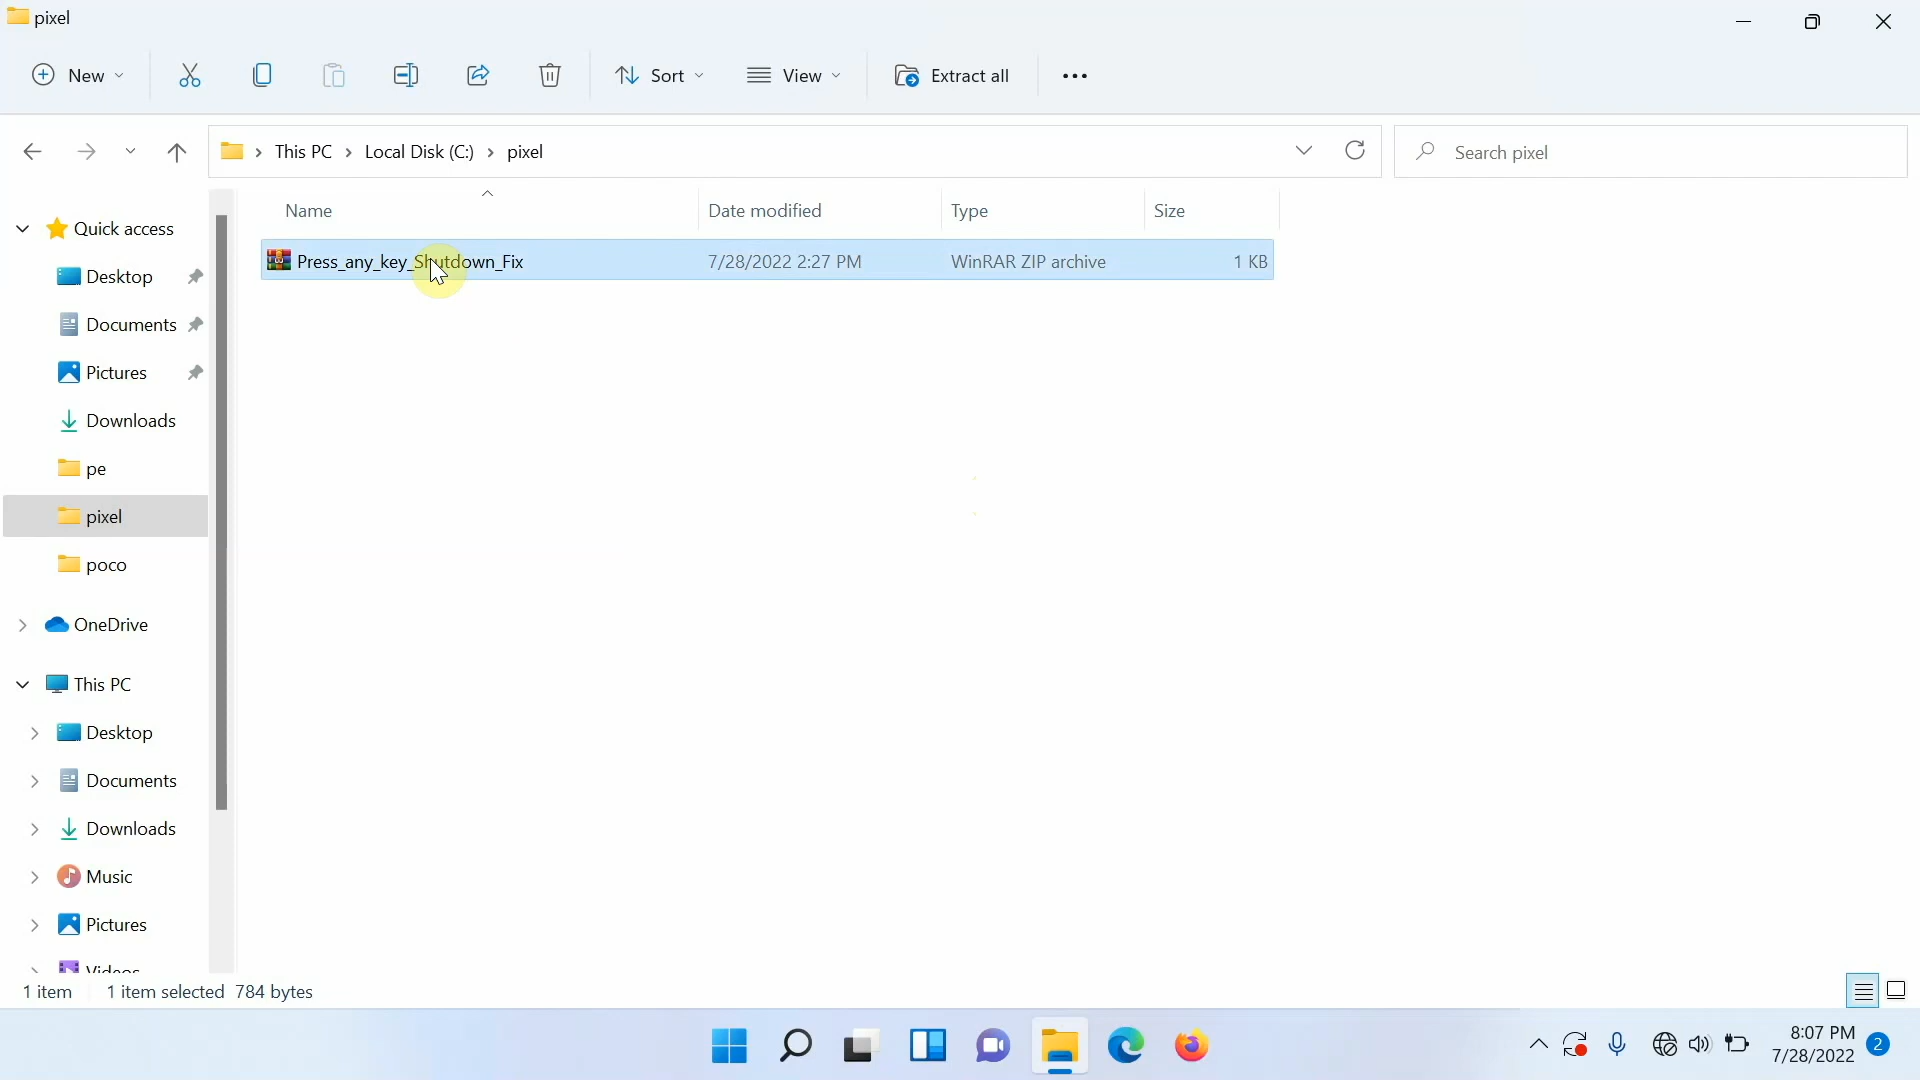 pixel
New
Sort
View
Extract all
This PC
Local Disk (C:)
pixel
Search pixel
Name
Date modified
Type
Size
Press_any_key_Shutdown_Fix
7/28/2022 2:27 PM
WinRAR ZIP archive
1 KB
Quick access
Desktop
Documents
Pictures
Downloads
pe
pixel
poco
OneDrive
This PC
Desktop
Documents
Downloads
Music
Pictures
Videos
1 item
1 item selected 784 bytes
8:07 PM
7/28/2022
2